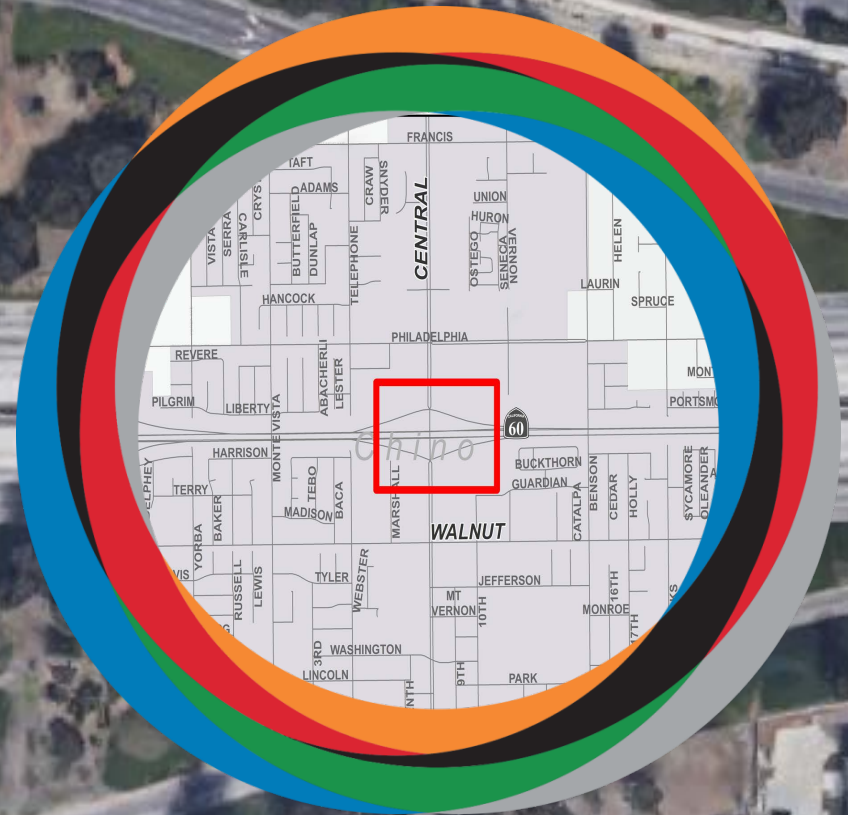 FRANCIS
TAFT
ADAMS
CRAW
SNYDER
CENTRAL
UNION
HURON
VISTA
SERRA
CARLISLE
BUTTERFIELD
DUNLAP
TELEPHONE
OSTEGO
SENECA
VERNON
HELEN
LAURIN
SPRUCE
HANCOCK
PHILADELPHIA
REVERE
ABACHERLI
LESTER
PILGRIM
LIBERTY
MONTE VISTA
CALIFORNIA
60
Chino
HARRISON
BUCKTHORN
GUARDIAN
TERRY
TEBO
BACA
MADISON
MARSHALL
CATALPA
BENSON
CEDAR
HOLLY
SYCAMORE
OLEANDER
YORBA
BAKER
WALNUT
RUSSELL
LEWIS
TYLER
WEBSTER
JEFFERSON
MT
VERNON
10TH
MONROE
16TH
17TH
3RD
WASHINGTON
LINCOLN
9TH
PARK